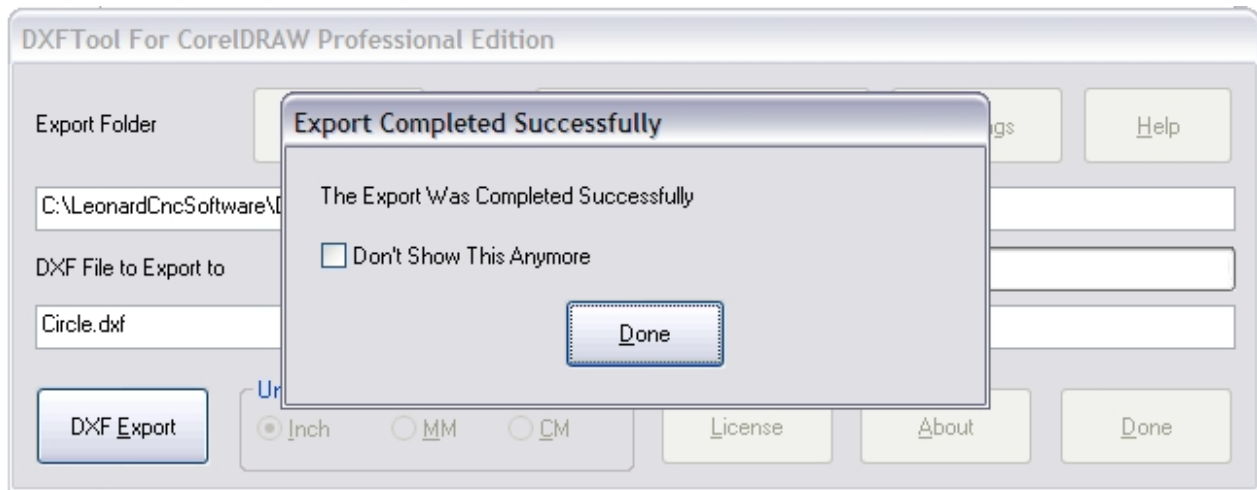 DXFTool For CorelDRAW Professional Edition
Export Folder
Help
Export Completed Successfully
The Export Was Completed Successfully
C:\LeonardCncSoftware\
Don't Show This Anymore
DXF File to Export to
Circle.dxf
Done
DXF Export
Inch
MM
CM
License
About
Done